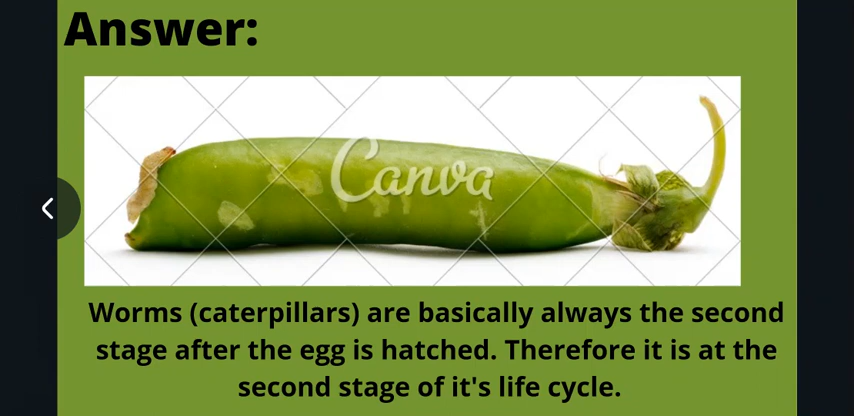 Answer:
Canva
Worms (caterpillars) are basically always the second
stage after the egg is hatched. Therefore it is at the
second stage of it's life cycle.